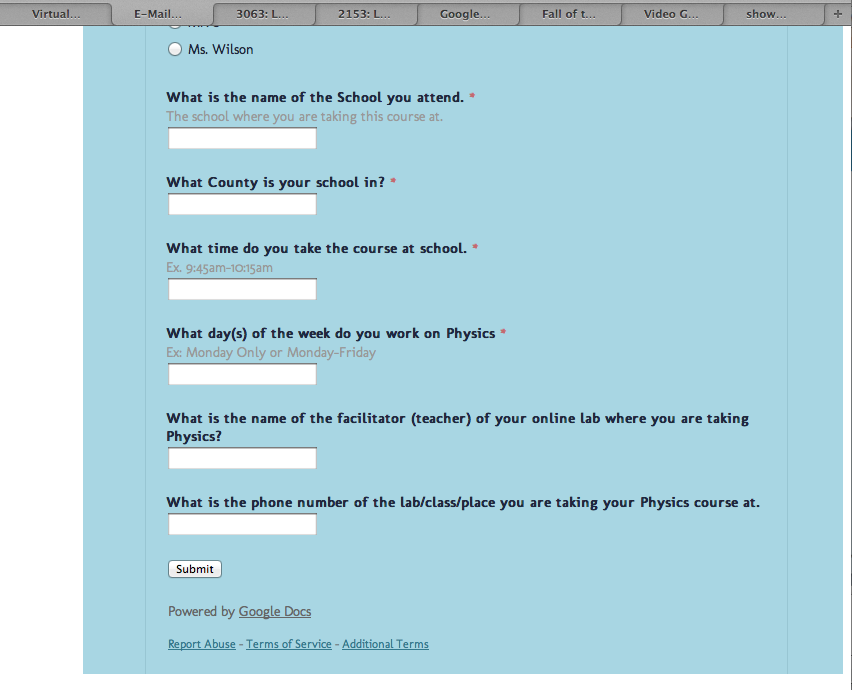 Virtual... E-Mail... 3063: L... 2153: L... Google... Fall of t... Video G... show... +
Ms. Wilson
What is the name of the School you attend. *
The school where you are taking this course at.
What County is your school in? *
What time do you take the course at school. *
Ex. 9:45am-10:15am
What day(s) of the week do you work on Physics *
Ex: Monday Only or Monday-Friday
What is the name of the facilitator (teacher) of your online lab where you are taking
Physics?
What is the phone number of the lab/class/place you are taking your Physics course at.
Submit
Powered by Google Docs
Report Abuse - Terms of Service - Additional Terms